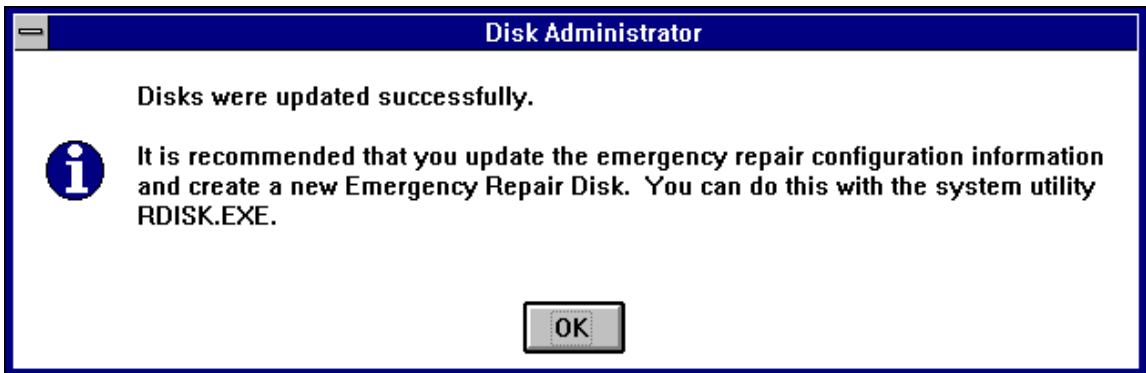 Disk Administrator
Disks were updated successfully.
It is recommended that you update the emergency repair configuration information
and create a new Emergency Repair Disk.  You can do this with the system utility
RDISK.EXE.
OK